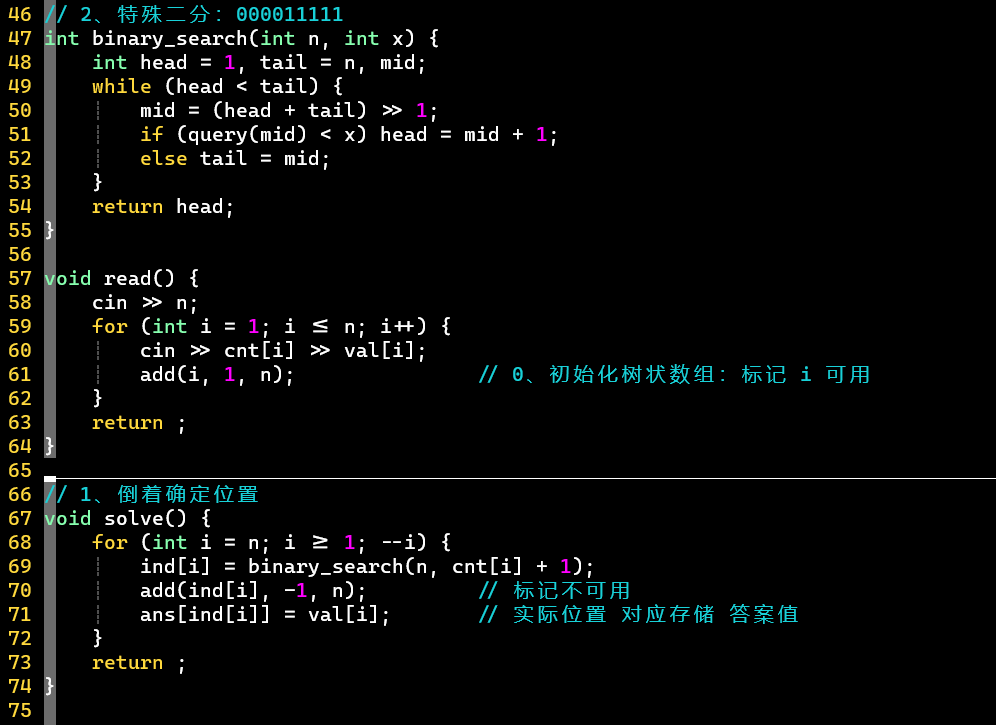 46 // 2、特殊二分：000011111
47 int binary_search(int n, int x) {
48     int head = 1, tail = n, mid;
49     while (head < tail) {
50         mid = (head + tail) >> 1;
51         if (query(mid) < x) head = mid + 1;
52         else tail = mid;
53     }
54     return head;
55 }
56
57 void read() {
58     cin >> n;
59     for (int i = 1; i <= n; i++) {
60         cin >> cnt[i] >> val[i];
61         add(i, 1, n);                // 0、初始化树状数组：标记 i 可用
62     }
63     return ;
64 }
65
66 // 1、倒着确定位置
67 void solve() {
68     for (int i = n; i >= 1; --i) {
69         ind[i] = binary_search(n, cnt[i] + 1);
70         add(ind[i], -1, n);          // 标记不可用
71         ans[ind[i]] = val[i];        // 实际位置 对应存储 答案值
72     }
73     return ;
74 }
75